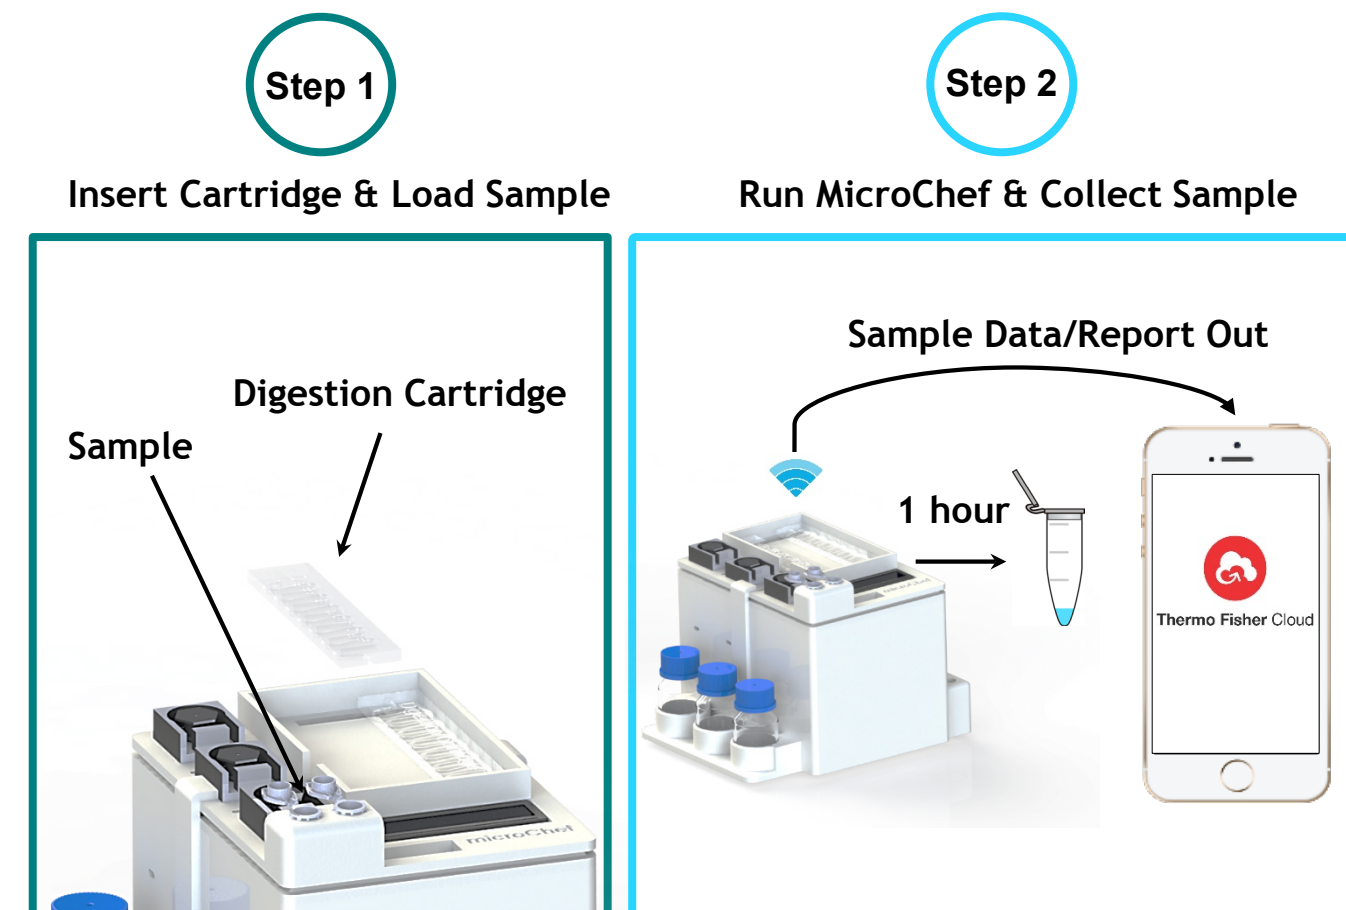 Step 1
Insert Cartridge & Load Sample
Digestion Cartridge
Sample
microChef
Step 2
Run MicroChef & Collect Sample
Sample Data/Report Out
1 hour
microChef
Thermo Fisher Cloud